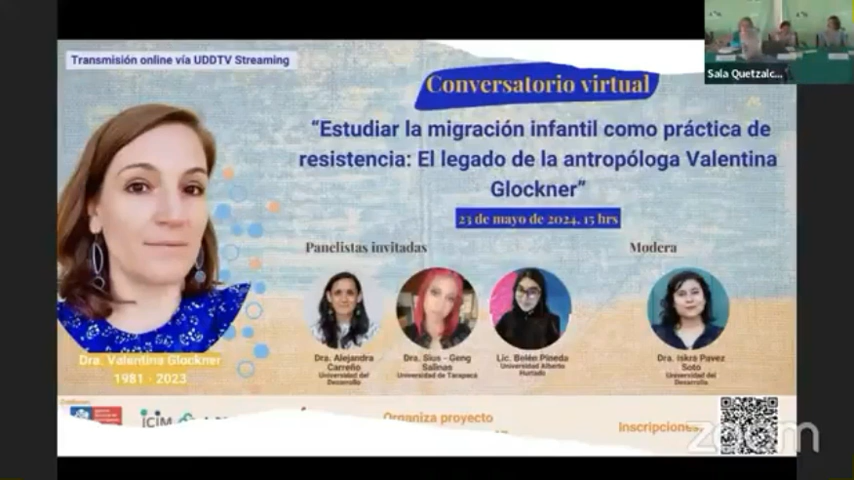 Transmisión online vía UDDTV Streaming
Sala Quetzalc...
Conversatorio virtual
“Estudiar la migración infantil como práctica de
resistencia: El legado de la antropóloga Valentina
Glockner”
23 de mayo de 2024, 15 hrs
Panelistas invitadas
Modera
Dra. Alejandra
Carreño
Universidad del
Desarrollo
Dra. Sius - Geng
Salinas
Universidad de Tarapacá
Lic. Belén Pineda
Universidad Alberto
Hurtado
Dra. Iskra Pavez
Soto
Universidad del
Desarrollo
Dra. Valentina Glockner
1981 - 2023
ICIM
Organiza proyecto
Inscripciones
zoom